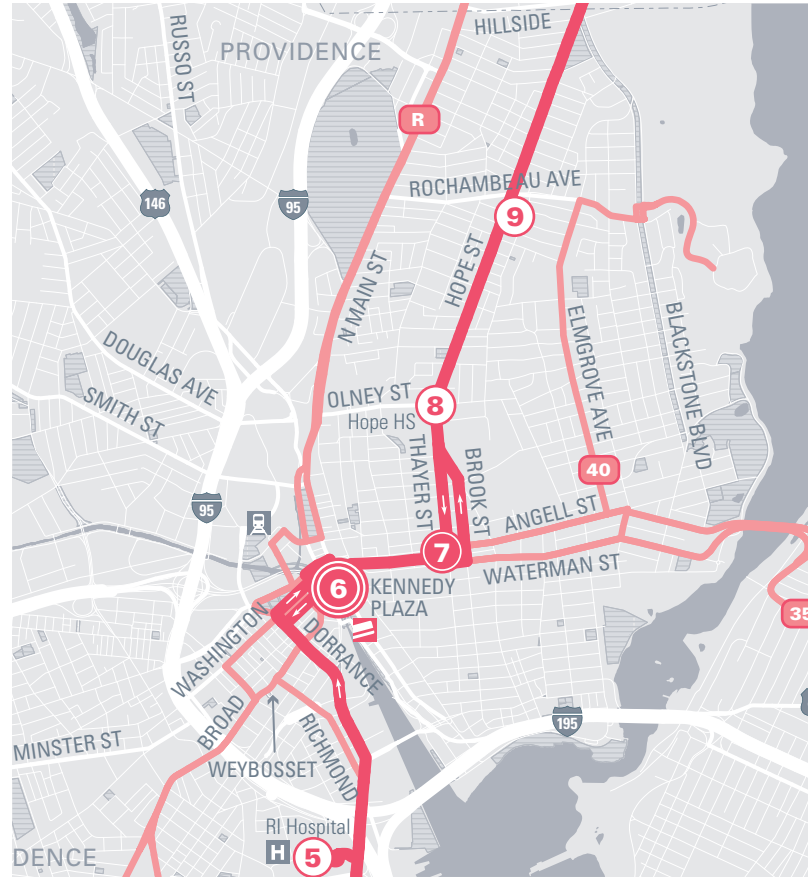 HILLSIDE
RUSSO ST
PROVIDENCE
R
ROCHAMBEAU AVE
146
95
9
HOPE ST
N MAIN ST
ELMGROVE AVE
BLACKSTONE BLVD
DOUGLAS AVE
SMITH ST
OLNEY ST
8
Hope HS
THAYER ST
BROOK ST
40
ANGELL ST
95
7
WATERMAN ST
6
KENNEDY
PLAZA
35
WASHINGTON
DORRANCE
BROAD
RICHMOND
195
MINSTER ST
WEYBOSSET
RI Hospital
H
5
DENCE